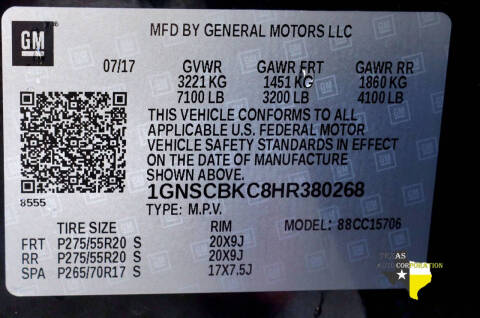 GM
MFD BY GENERAL MOTORS LLC
07/17 GVWR GAWR FRT GAWR RR
3221 KG 1451 KG 1860 KG
7100 LB 3200 LB 4100 LB
THIS VEHICLE CONFORMS TO ALL
APPLICABLE U.S. FEDERAL MOTOR
VEHICLE SAFETY STANDARDS IN EFFECT
ON THE DATE OF MANUFACTURE
SHOWN ABOVE.
1GNSCBKC8HR380268
8555
TYPE: M.P.V.
TIRE SIZE RIM MODEL: 88CC15706
FRT P275/55R20 S 20X9J
RR P275/55R20 S 20X9J
SPA P265/70R17 S 17X7.5J
TEXAS
AUTO CORPORATION